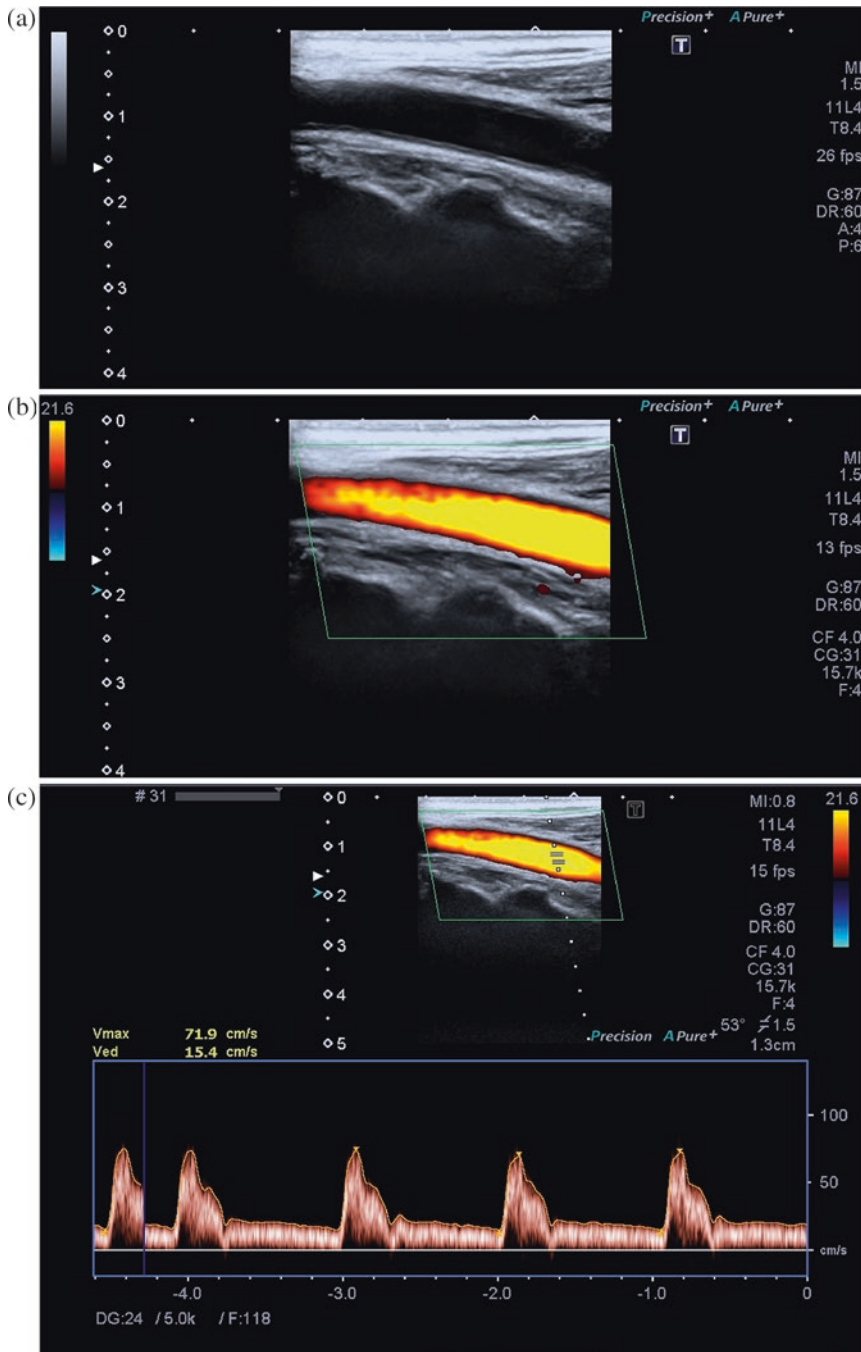 (a)
Precision+ A Pure+
0
T
MI
1.5
1
11L4
T8.4
26 fps
2
G:87
DR:60
A:4
P:6
3
4
(b)
21.6
0
Precision+ A Pure+
T
MI
1.5
1
11L4
T8.4
13 fps
2
G:87
DR:60
CF 4.0
CG:31
15.7k
F:4
3
4
(c)
# 31
0
T
MI:0.8
21.6
1
11L4
T8.4
15 fps
2
G:87
DR:60
3
CF 4.0
CG:31
15.7k
F:4
4
53° 1.5
Vmax 71.9 cm/s
Ved 15.4 cm/s
5
Precision A Pure+
1.3cm
100
50
cm/s
-4.0 -3.0 -2.0 -1.0 0
DG:24 / 5.0k / F:118